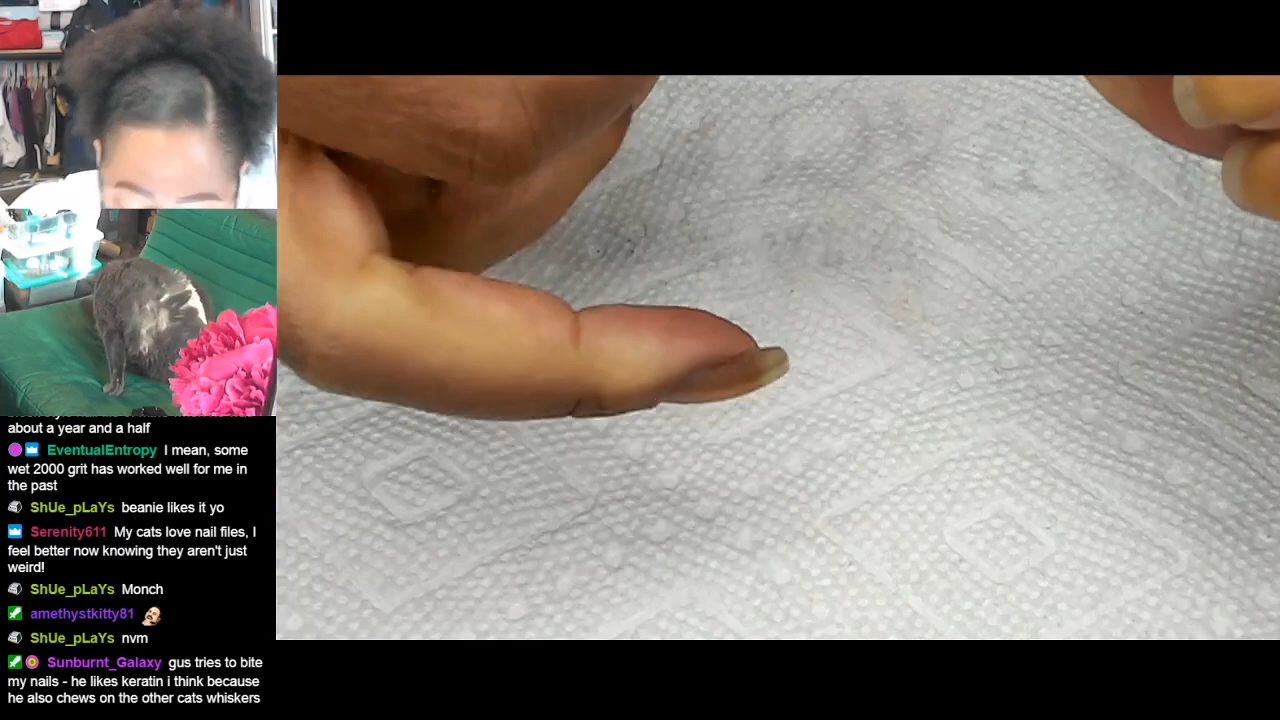 about a year and a half
EventualEntropy I mean, some
wet 2000 grit has worked well for me in
the past
ShUe_pLaYs beanie likes it yo
Serenity611 My cats love nail files, I
feel better now knowing they aren't just
weird!
ShUe_pLaYs Monch
amethystkitty81
ShUe_pLaYs nvm
Sunburnt_Galaxy gus tries to bite
my nails - he likes keratin i think because
he also chews on the other cats whiskers